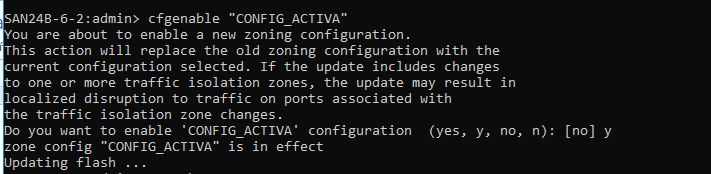 SAN24B-6-2:admin> cfgenable "CONFIG_ACTIVA"
You are about to enable a new zoning configuration.
This action will replace the old zoning configuration with the
current configuration selected. If the update includes changes
to one or more traffic isolation zones, the update may result in
localized disruption to traffic on ports associated with
the traffic isolation zone changes.
Do you want to enable 'CONFIG_ACTIVA' configuration  (yes, y, no, n): [no] y
zone config "CONFIG_ACTIVA" is in effect
Updating flash ...